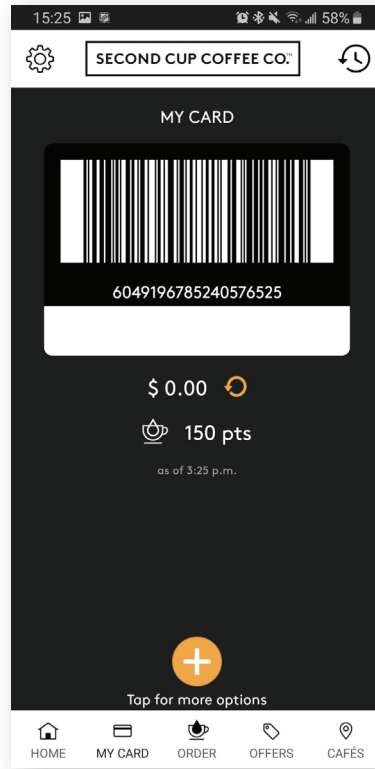 15:25 58%
SECOND CUP COFFEE CO.™
MY CARD
6049196785240576525
$ 0.00
150 pts
as of 3:25 p.m.
Tap for more options
HOME MY CARD ORDER OFFERS CAFÉS